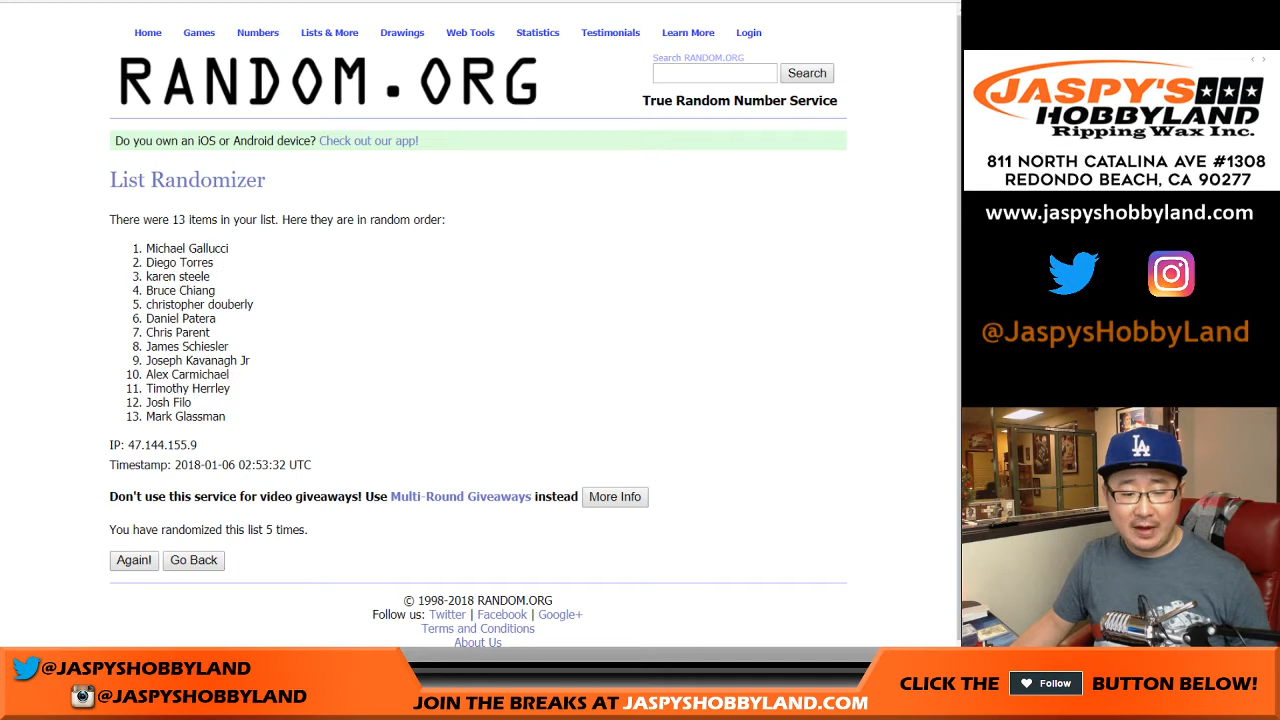 Home Games Numbers Lists & More Drawings Web Tools Statistics Testimonials Learn More Login
RANDOM.ORG
Search RANDOM.ORG
Search
True Random Number Service
Do you own an iOS or Android device? Check out our app!
List Randomizer
There were 13 items in your list. Here they are in random order:
1. Michael Gallucci
2. Diego Torres
3. karen steele
4. Bruce Chiang
5. christopher douberly
6. Daniel Patera
7. Chris Parent
8. James Schiesler
9. Joseph Kavanagh Jr
10. Alex Carmichael
11. Timothy Herrley
12. Josh Filo
13. Mark Glassman
IP: 47.144.155.9
Timestamp: 2018-01-06 02:53:32 UTC
Don't use this service for video giveaways! Use Multi-Round Giveaways instead More Info
You have randomized this list 5 times.
Again! Go Back
© 1998-2018 RANDOM.ORG
Follow us: Twitter | Facebook | Google+
Terms and Conditions
About Us
JASPY'S
HOBBYLAND
Ripping Wax Inc.
811 NORTH CATALINA AVE #1308
REDONDO BEACH, CA 90277
www.jaspyshobbyland.com
@JaspysHobbyLand
LA
@JASPYSHOBBYLAND
@JASPYSHOBBYLAND
JOIN THE BREAKS AT JASPYSHOBBYLAND.COM
CLICK THE Follow BUTTON BELOW!